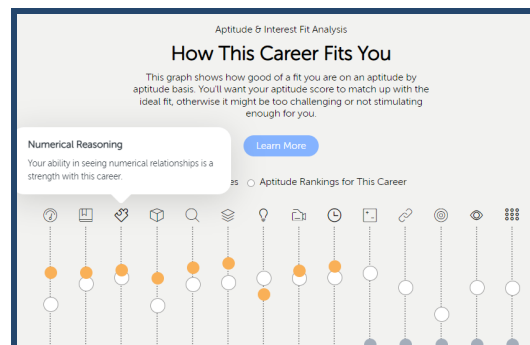 Aptitude & Interest Fit Analysis
How This Career Fits You
This graph shows how good of a fit you are on an aptitude by
aptitude basis. You'll want your aptitude score to match up with the
ideal fit, otherwise it might be too challenging or not stimulating
enough for you.
Numerical Reasoning
Your ability in seeing numerical relationships is a
strength with this career.
Learn More
Aptitude Rankings for This Career